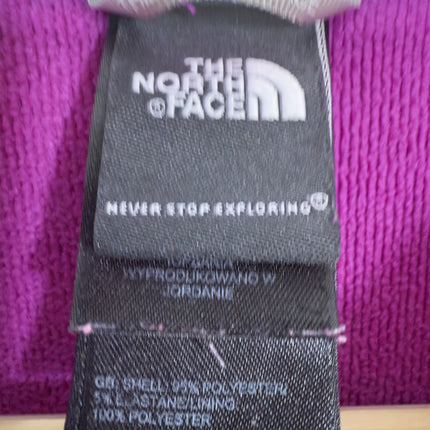 THE
NORTH
FACE
NEVER STOP EXPLORING
WYPRODUKOWANO W
JORDANIE
GB: SHELL: 95% POLYESTER/
5% ELASTANE/LINING:
100% POLYESTER